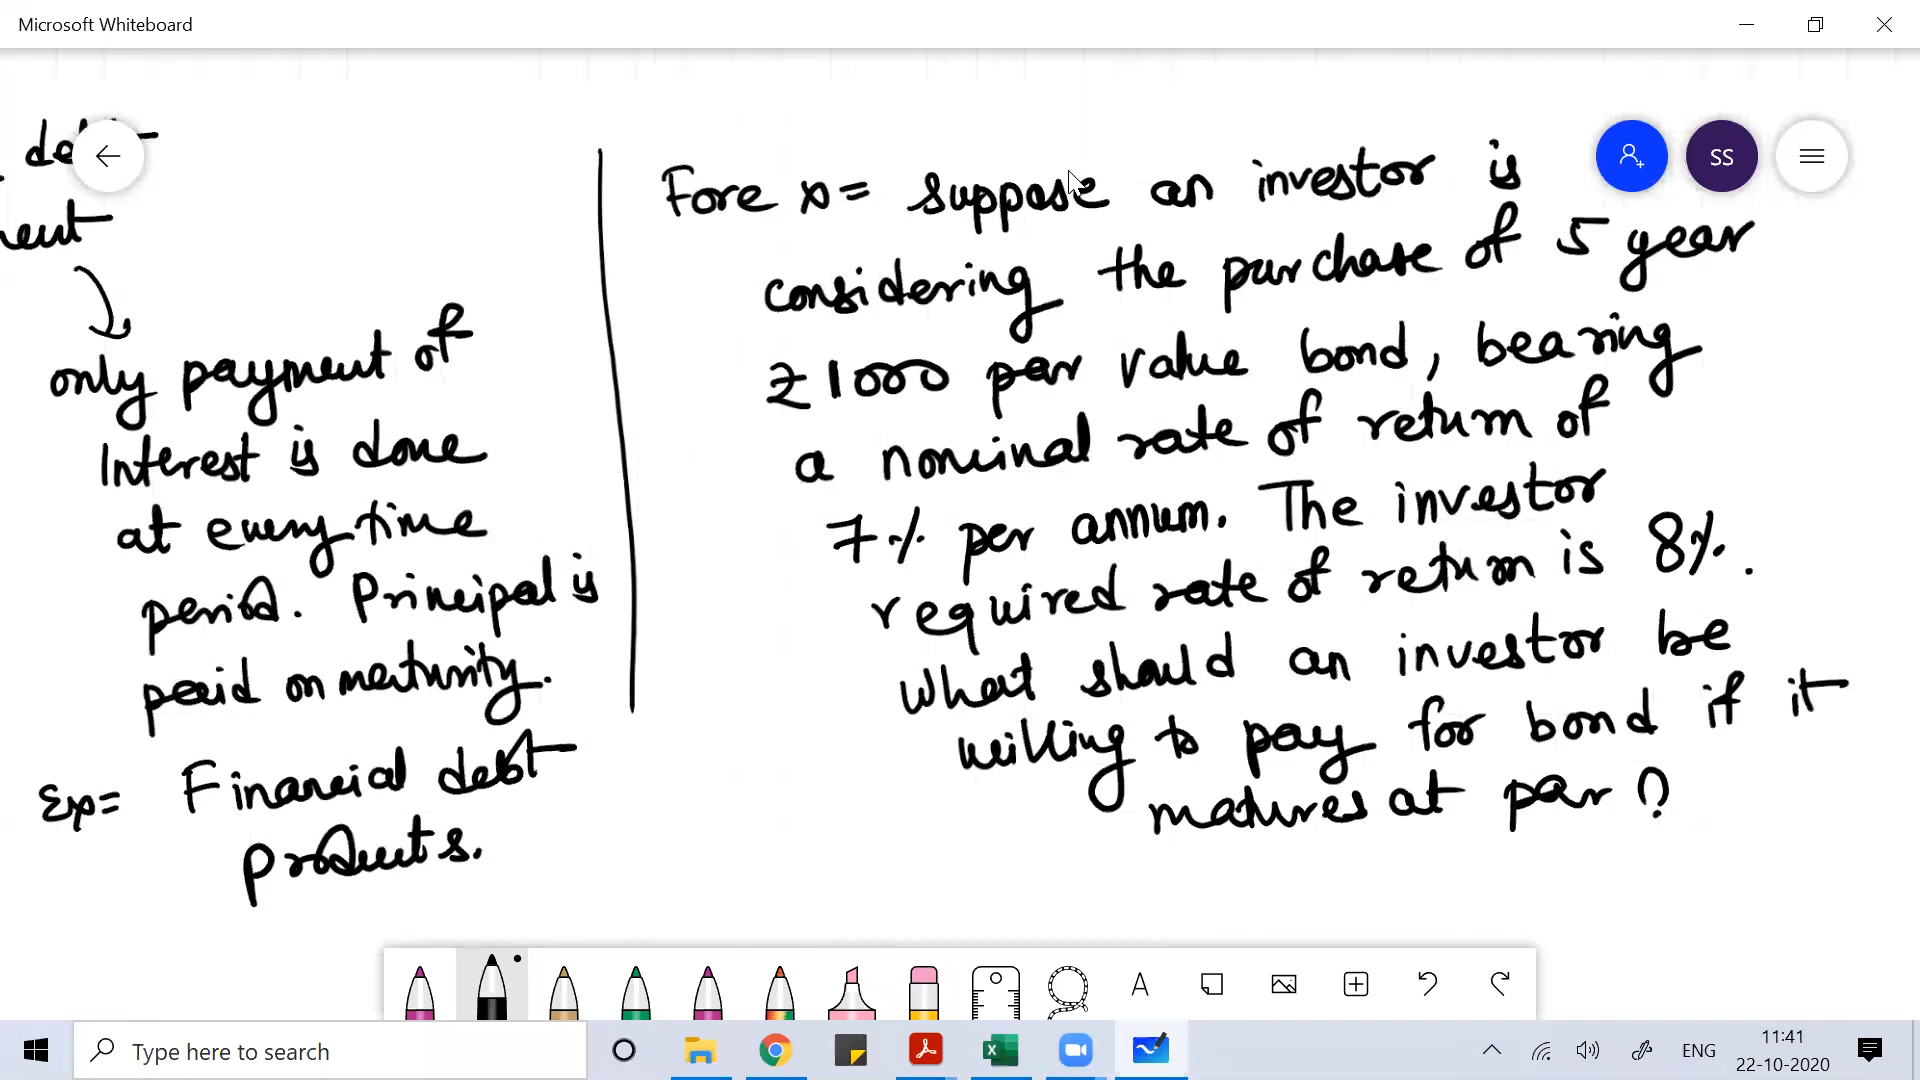 Microsoft Whiteboard
only payment of
Interest is done
at every time
period. Principal is
paid on maturity.
Exp= Financial debt
products.
Fore x= suppose an investor is
considering the purchase of 5 year
₹1000 par value bond, bearing
a nominal rate of return of
7% per annum. The investor
required rate of return is 8%.
What should an investor be
willing to pay for bond if it
matures at par?
SS
Type here to search
ENG
11:41
22-10-2020